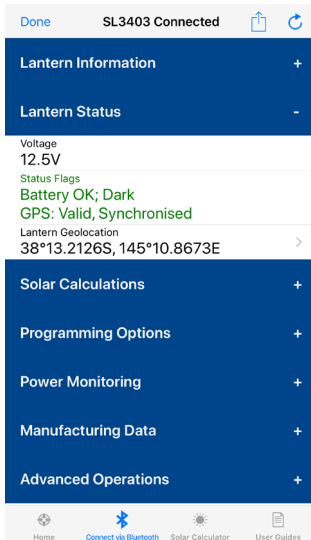 Done SL3403 Connected
Lantern Information +
Lantern Status -
Voltage
12.5V
Status Flags
Battery OK; Dark
GPS: Valid, Synchronised
Lantern Geolocation
38°13.2126S, 145°10.8673E
Solar Calculations +
Programming Options +
Power Monitoring +
Manufacturing Data +
Advanced Operations +
Home Connect via Bluetooth Solar Calculator User Guides